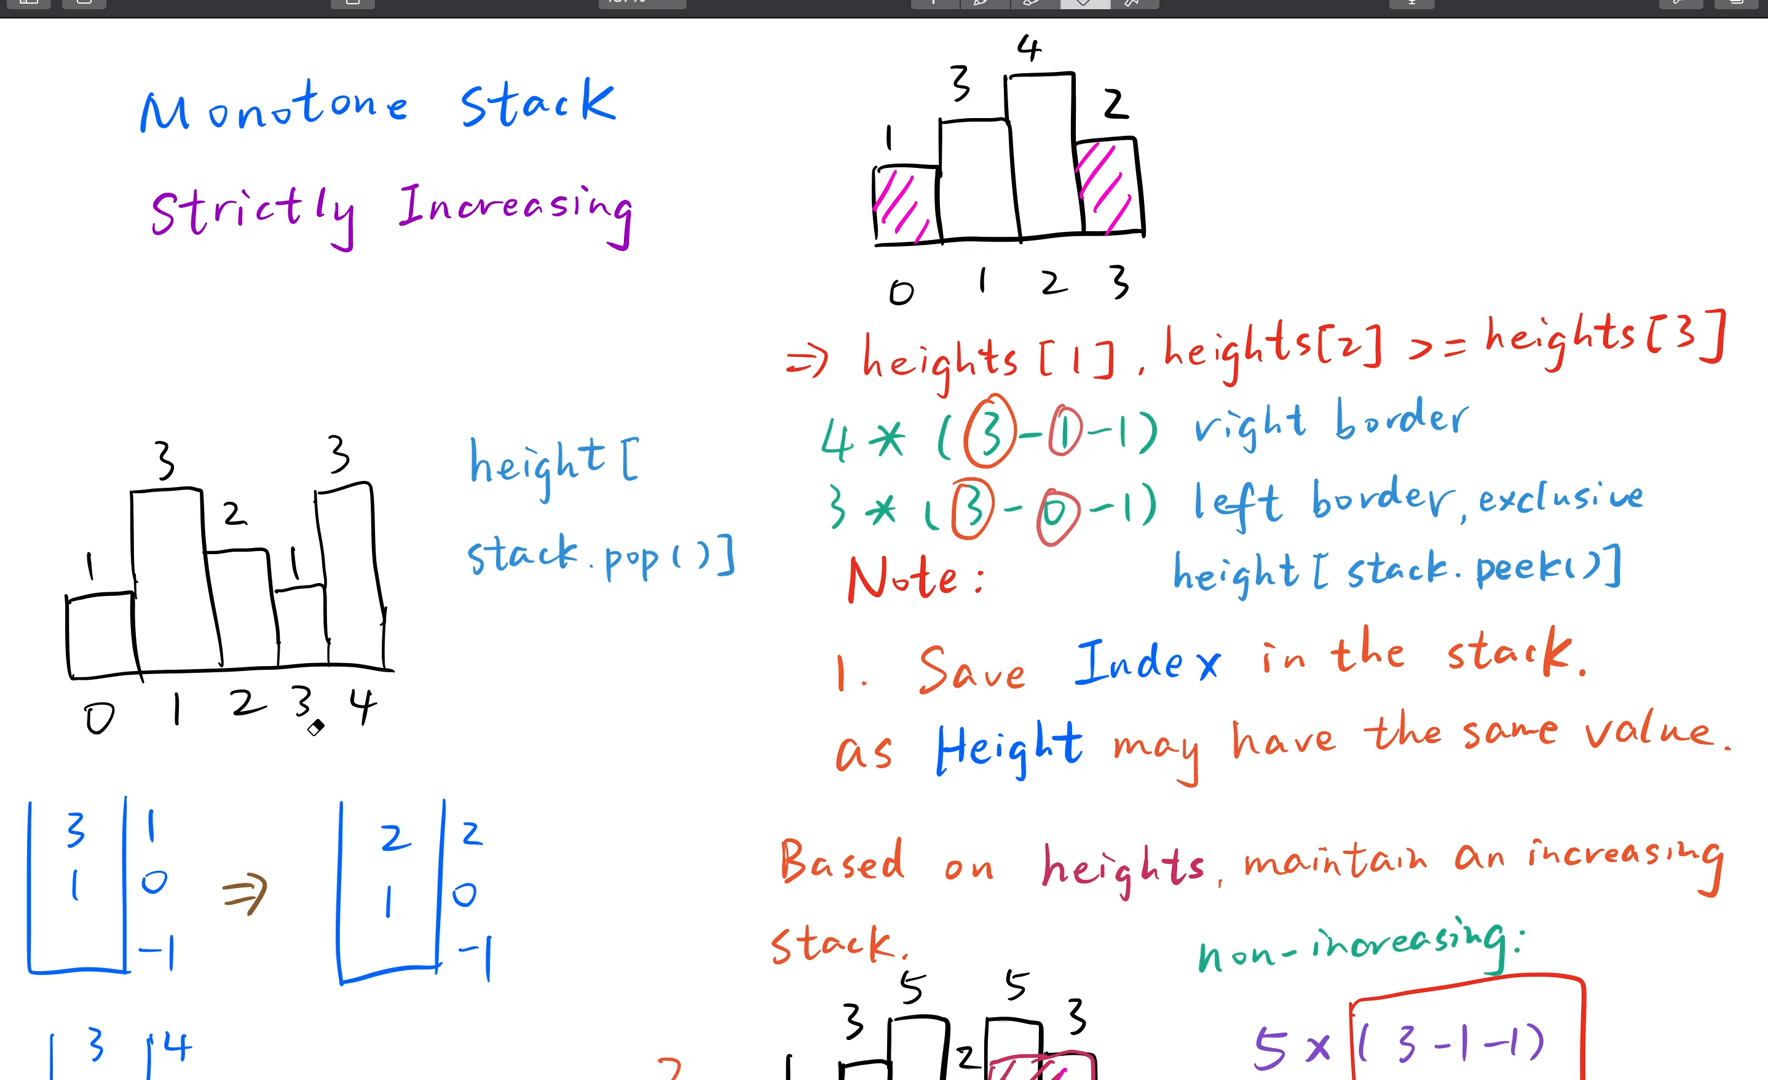 Monotone Stack
Strictly Increasing
4
3
2
1
0 1 2 3
=> heights[1], heights[2] >= heights[3]
4 * (3-1-1) right border
3 * (3-0-1) left border, exclusive
height[stack.peek()]
height[
stack.pop()]
3 3
2
1 1
0 1 2 3 4
Note:
1. Save Index in the stack.
as Height may have the same value.
3 1
1 0
-1
=>
2 2
1 0
-1
3 4
Based on heights, maintain an increasing
stack.
non-increasing:
5 5
3 3
2
5 x (3-1-1)